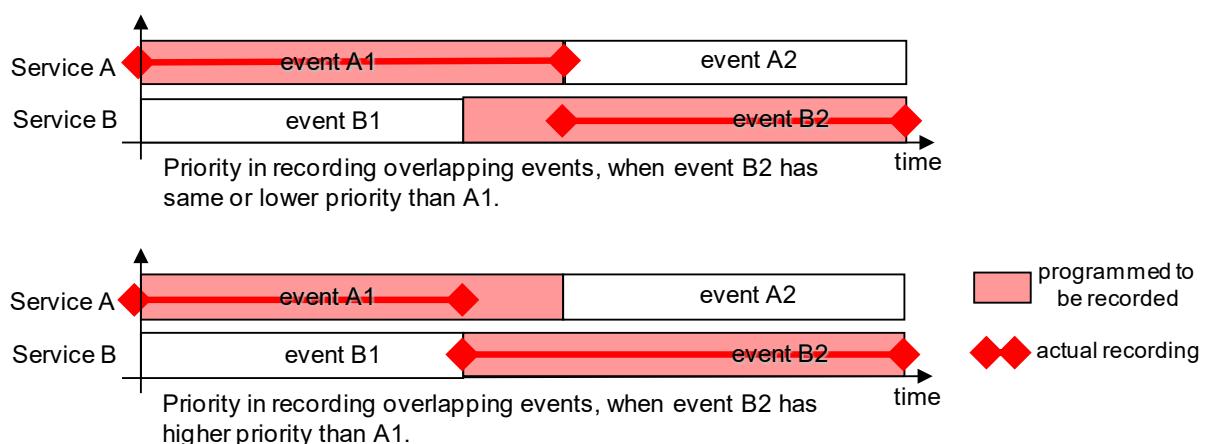 event A1
event A2
Service A
event B1
event B2
Service B
time
Priority in recording overlapping events, when event B2 has
same or lower priority than A1.
event A1
event A2
Service A
event B1
event B2
Service B
time
Priority in recording overlapping events, when event B2 has
higher priority than A1.
programmed to
be recorded
actual recording